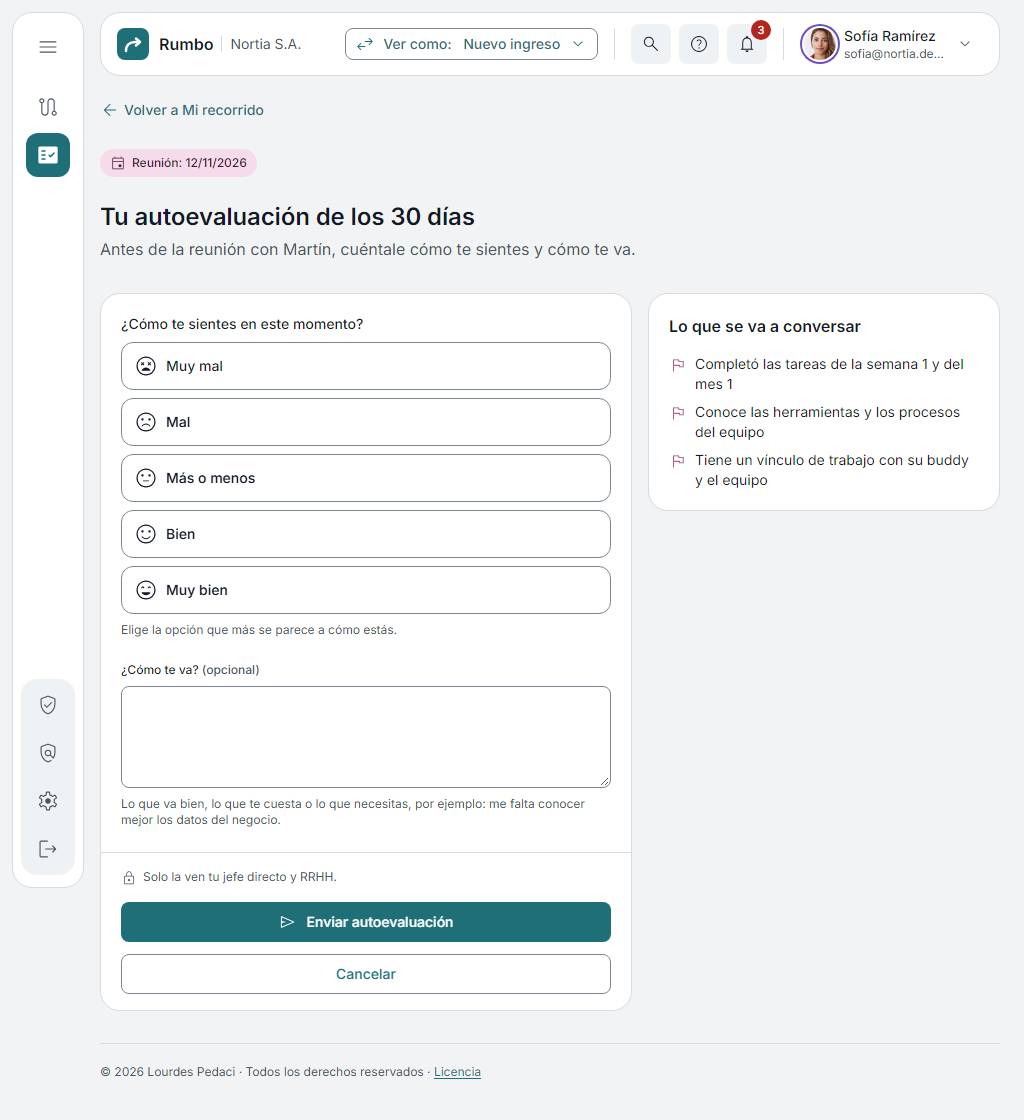 Rumbo
Nortia S.A.
Ver como: Nuevo ingreso
3
Sofía Ramírez
sofia@nortia.de...
Volver a Mi recorrido
Reunión: 12/11/2026
Tu autoevaluación de los 30 días
Antes de la reunión con Martín, cuéntale cómo te sientes y cómo te va.
¿Cómo te sientes en este momento?
Muy mal
Mal
Más o menos
Bien
Muy bien
Elige la opción que más se parece a cómo estás.
¿Cómo te va? (opcional)
Lo que va bien, lo que te cuesta o lo que necesitas, por ejemplo: me falta conocer
mejor los datos del negocio.
Solo la ven tu jefe directo y RRHH.
Enviar autoevaluación
Cancelar
Lo que se va a conversar
Completó las tareas de la semana 1 y del
mes 1
Conoce las herramientas y los procesos
del equipo
Tiene un vínculo de trabajo con su buddy
y el equipo
© 2026 Lourdes Pedaci · Todos los derechos reservados · Licencia